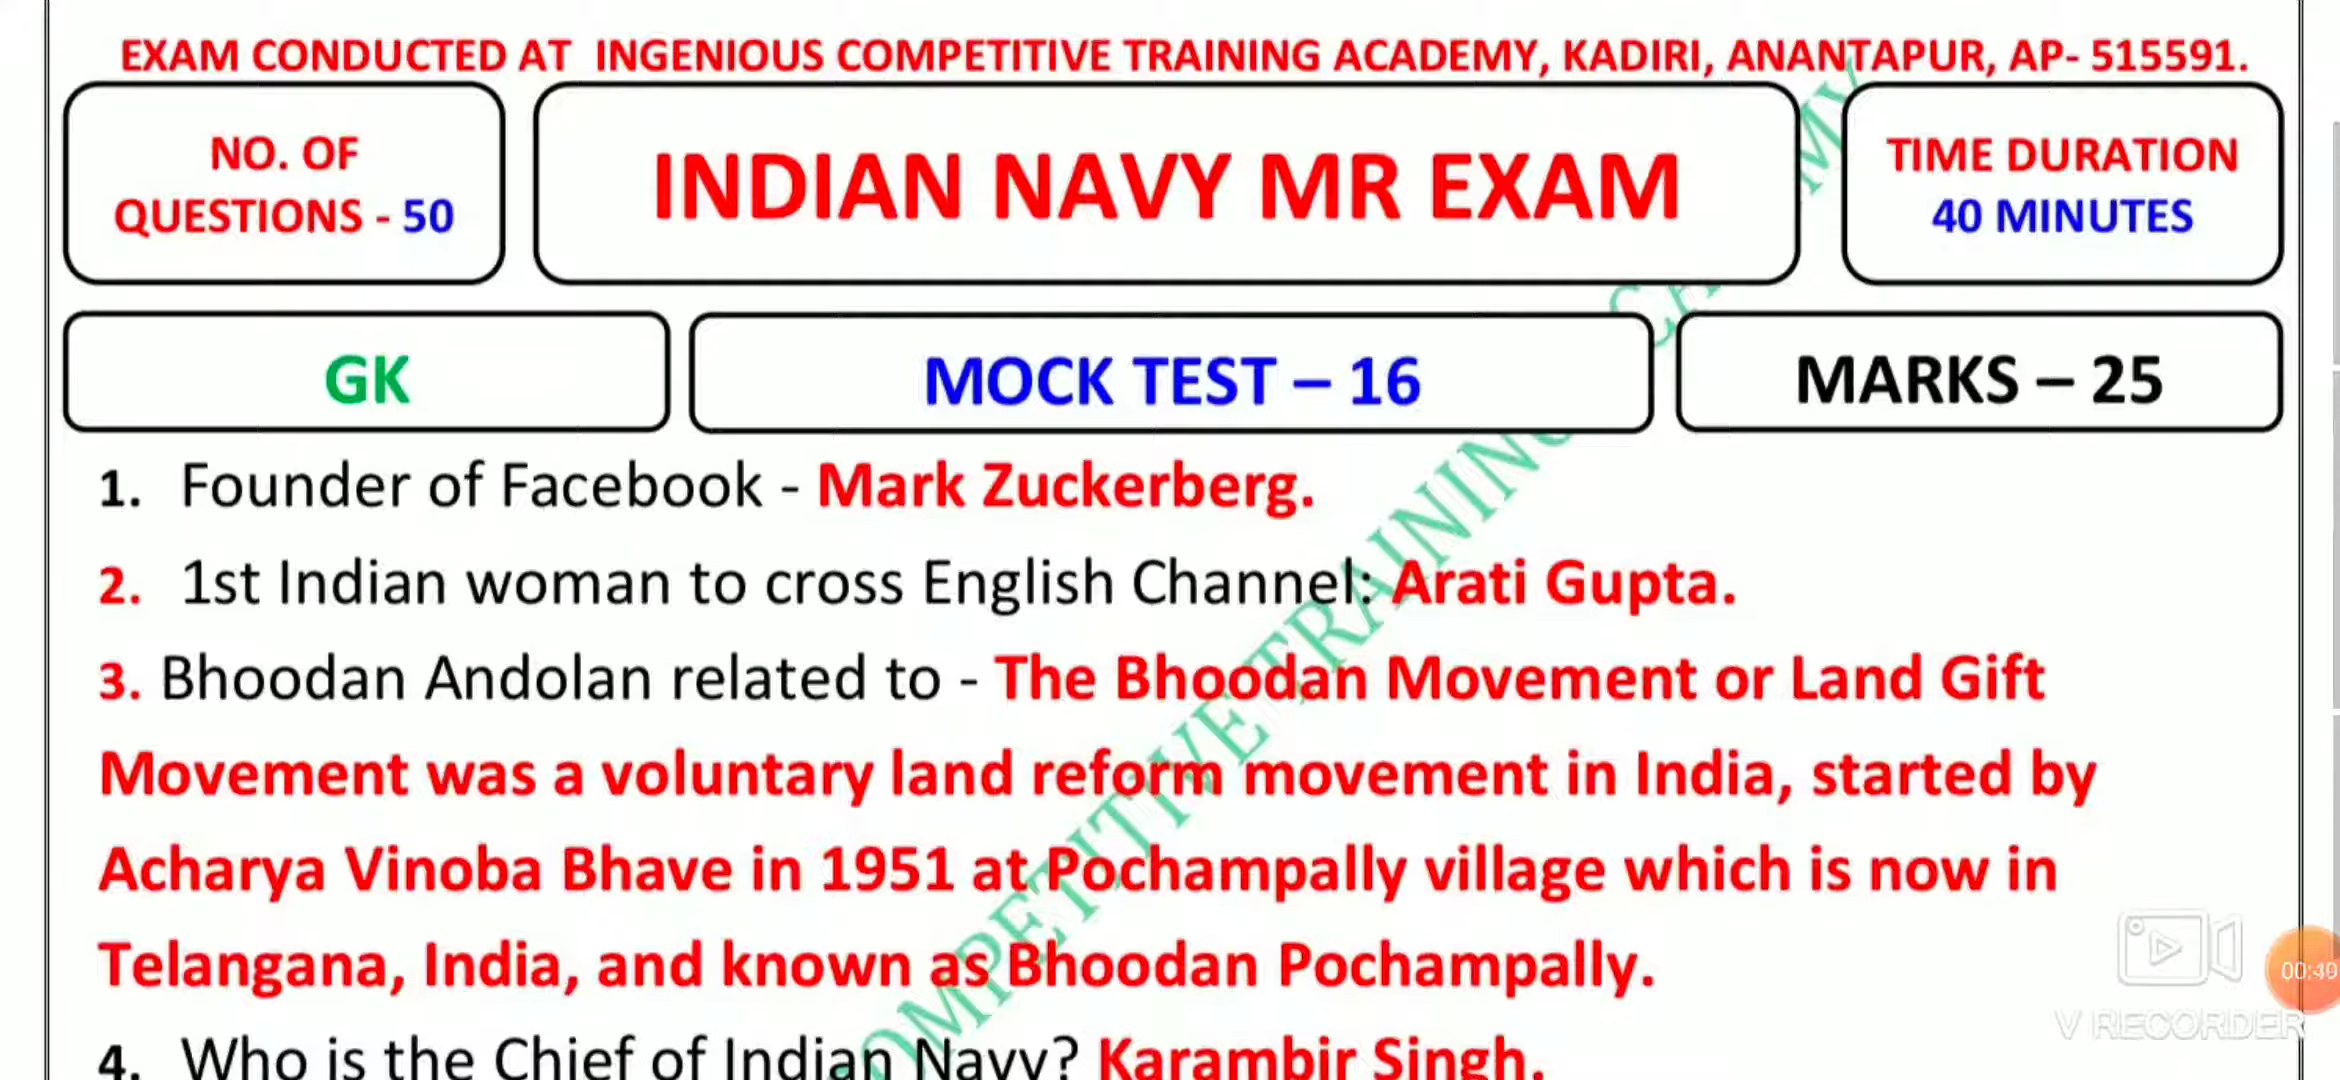 EXAM CONDUCTED AT INGENIOUS COMPETITIVE TRAINING ACADEMY, KADIRI, ANANTAPUR, AP- 515591.
NO. OF
QUESTIONS - 50
INDIAN NAVY MR EXAM
TIME DURATION
40 MINUTES
GK
MOCK TEST – 16
MARKS – 25
1. Founder of Facebook - Mark Zuckerberg.
2. 1st Indian woman to cross English Channel: Arati Gupta.
3. Bhoodan Andolan related to - The Bhoodan Movement or Land Gift
Movement was a voluntary land reform movement in India, started by
Acharya Vinoba Bhave in 1951 at Pochampally village which is now in
Telangana, India, and known as Bhoodan Pochampally.
4. Who is the Chief of Indian Navy? Karambir Singh.
00:40
V RECORDER